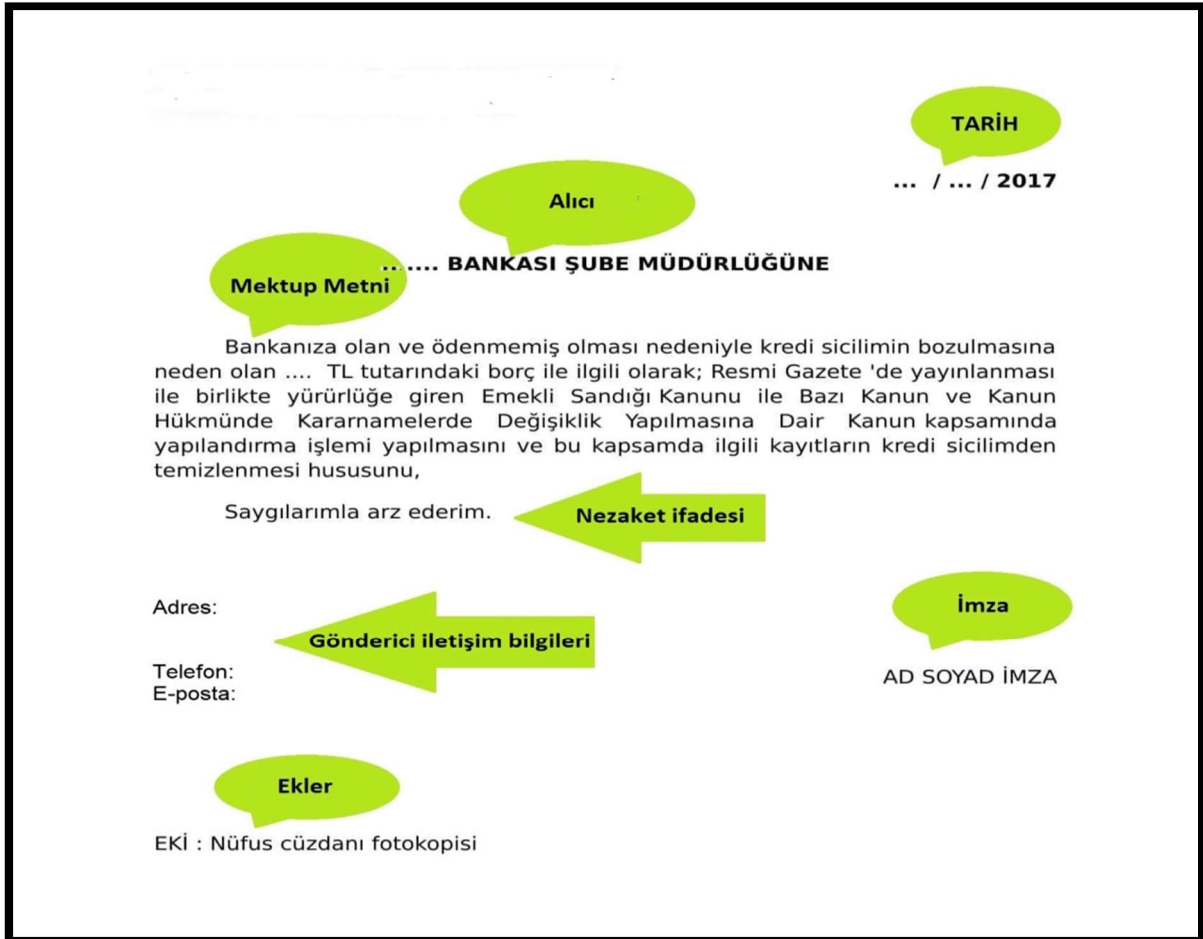 TARİH
... / ... / 2017
Alıcı
....... BANKASI ŞUBE MÜDÜRLÜĞÜNE
Mektup Metni
Bankanıza olan ve ödenmemiş olması nedeniyle kredi sicilimin bozulmasına
neden olan .... TL tutarındaki borç ile ilgili olarak; Resmi Gazete 'de yayınlanması
ile birlikte yürürlüğe giren Emekli Sandığı Kanunu ile Bazı Kanun ve Kanun
Hükmünde Kararnamelerde Değişiklik Yapılmasına Dair Kanun kapsamında
yapılandırma işlemi yapılmasını ve bu kapsamda ilgili kayıtların kredi sicilimden
temizlenmesi hususunu,
Saygılarımla arz ederim.
Nezaket ifadesi
Adres:
Gönderici iletişim bilgileri
Telefon:
E-posta:
İmza
AD SOYAD İMZA
Ekler
EKİ : Nüfus cüzdanı fotokopisi